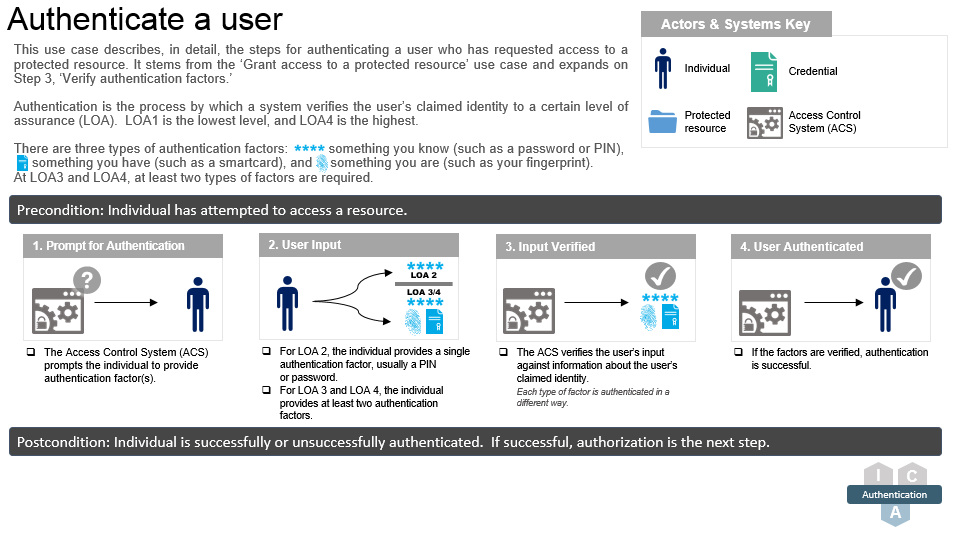 Authenticate a user
This use case describes, in detail, the steps for authenticating a user who has requested access to a
protected resource. It stems from the ‘Grant access to a protected resource’ use case and expands on
Step 3, ‘Verify authentication factors.’
Authentication is the process by which a system verifies the user’s claimed identity to a certain level of
assurance (LOA).  LOA1 is the lowest level, and LOA4 is the highest.
There are three types of authentication factors: **** something you know (such as a password or PIN),
something you have (such as a smartcard), and something you are (such as your fingerprint).
At LOA3 and LOA4, at least two types of factors are required.
Actors & Systems Key
Individual
Credential
Protected
resource
Access Control
System (ACS)
Precondition: Individual has attempted to access a resource.
1. Prompt for Authentication
?
The Access Control System (ACS)
prompts the individual to provide
authentication factor(s).
2. User Input
****
LOA 2
LOA 3/4
****
For LOA 2, the individual provides a single
authentication factor, usually a PIN
or password.
For LOA 3 and LOA 4, the individual
provides at least two authentication
factors.
3. Input Verified
****
The ACS verifies the user’s input
against information about the user’s
claimed identity.
Each type of factor is authenticated in a
different way.
4. User Authenticated
If the factors are verified, authentication
is successful.
Postcondition: Individual is successfully or unsuccessfully authenticated.  If successful, authorization is the next step.
I C
Authentication
A